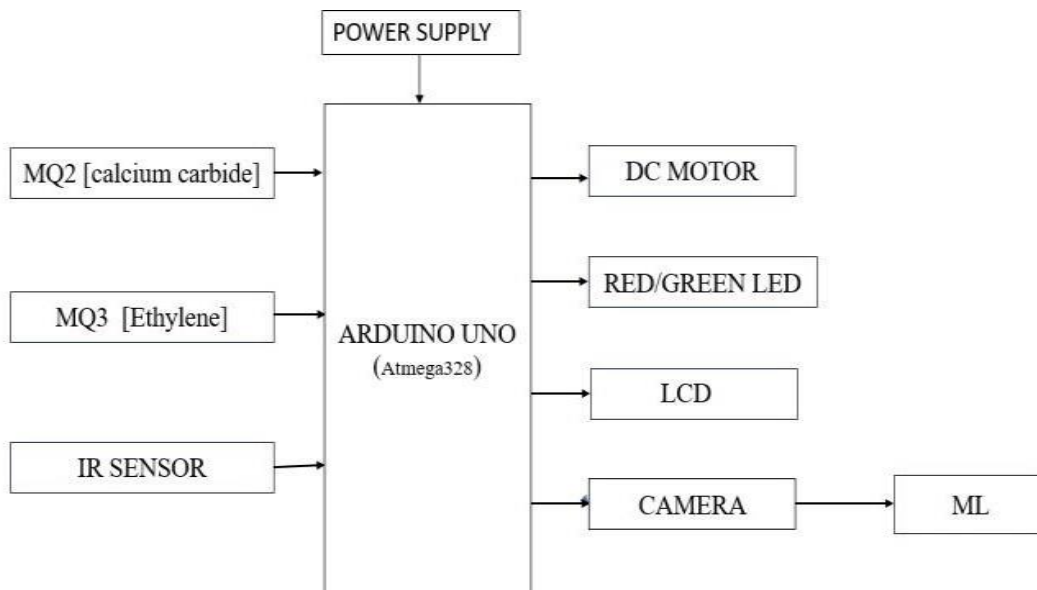 POWER SUPPLY
MQ2 [calcium carbide]
MQ3 [Ethylene]
IR SENSOR
ARDUINO UNO
(Atmega328)
DC MOTOR
RED/GREEN LED
LCD
CAMERA
ML